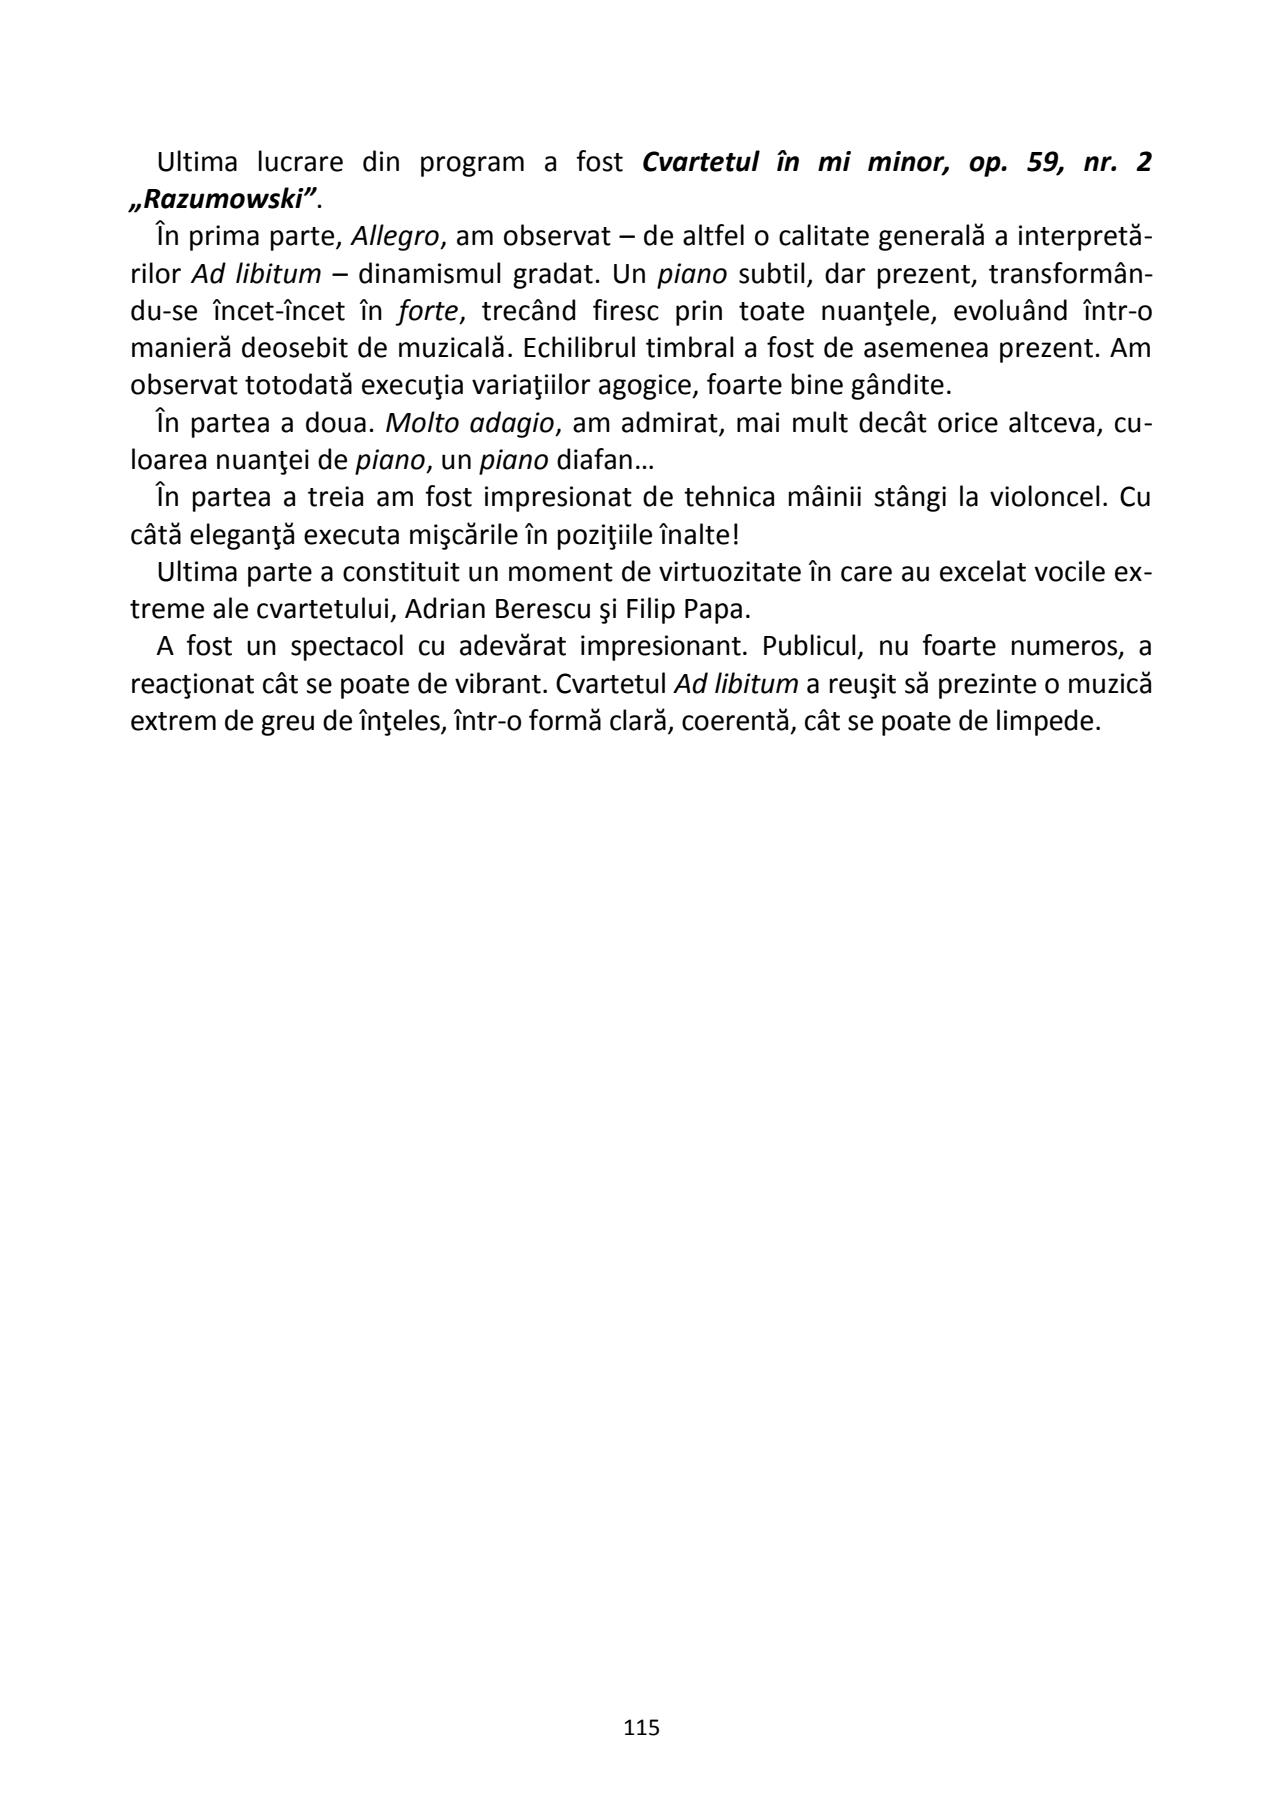 Ultima lucrare din program a fost Cvartetul în mi minor, op. 59, nr. 2
„Razumowski”.
În prima parte, Allegro, am observat – de altfel o calitate generală a interpretă-
rilor Ad libitum – dinamismul gradat. Un piano subtil, dar prezent, transformân-
du-se încet-încet în forte, trecând firesc prin toate nuanţele, evoluând într-o
manieră deosebit de muzicală. Echilibrul timbral a fost de asemenea prezent. Am
observat totodată execuţia variaţiilor agogice, foarte bine gândite.
În partea a doua. Molto adagio, am admirat, mai mult decât orice altceva, cu-
loarea nuanţei de piano, un piano diafan…
În partea a treia am fost impresionat de tehnica mâinii stângi la violoncel. Cu
câtă eleganţă executa mişcările în poziţiile înalte!
Ultima parte a constituit un moment de virtuozitate în care au excelat vocile ex-
treme ale cvartetului, Adrian Berescu şi Filip Papa.
A fost un spectacol cu adevărat impresionant. Publicul, nu foarte numeros, a
reacţionat cât se poate de vibrant. Cvartetul Ad libitum a reuşit să prezinte o muzică
extrem de greu de înţeles, într-o formă clară, coerentă, cât se poate de limpede.
115